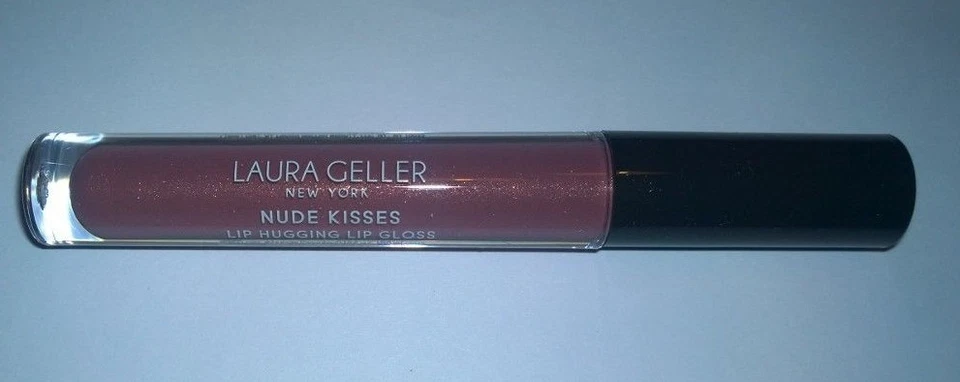 LAURA GELLER
NEW YORK
NUDE KISSES
LIP HUGGING LIP GLOSS